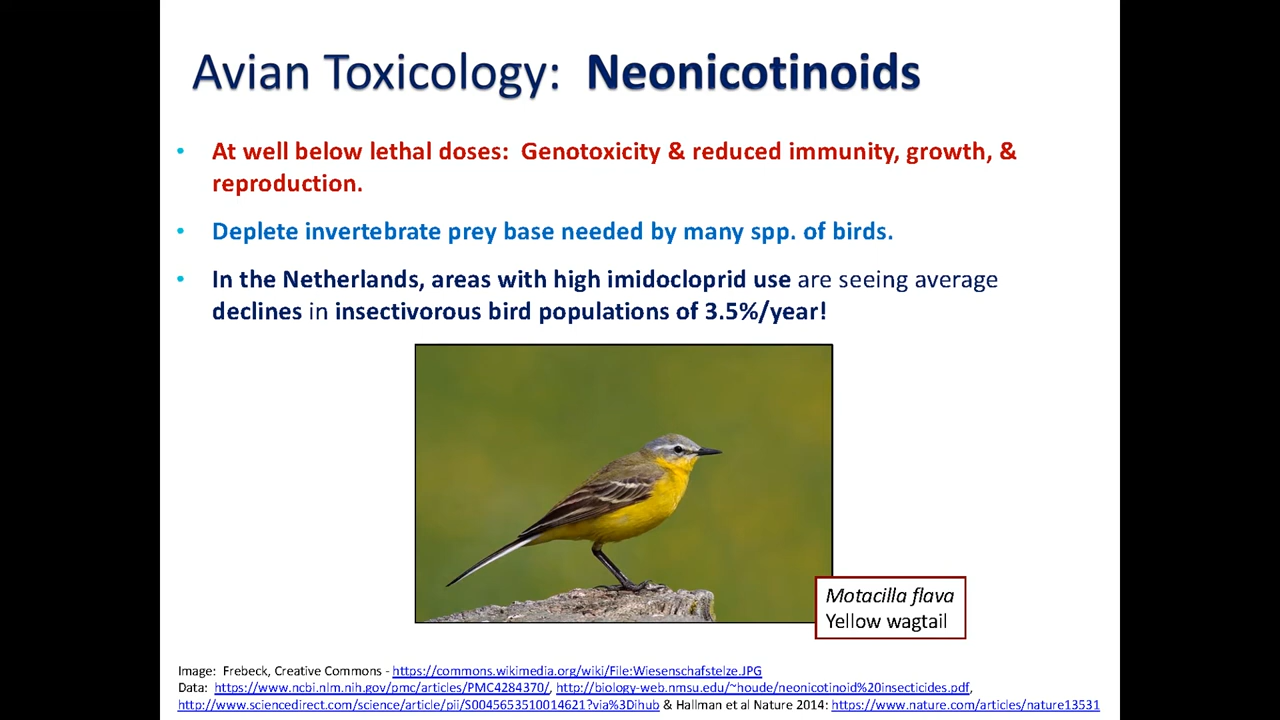 Avian Toxicology: Neonicotinoids
• At well below lethal doses: Genotoxicity & reduced immunity, growth, &
reproduction.
• Deplete invertebrate prey base needed by many spp. of birds.
• In the Netherlands, areas with high imidocloprid use are seeing average
declines in insectivorous bird populations of 3.5%/year!
Motacilla flava
Yellow wagtail
Image: Frebeck, Creative Commons - https://commons.wikimedia.org/wiki/File:Wiesenschafstelze.JPG
Data: https://www.ncbi.nlm.nih.gov/pmc/articles/PMC4284370/, http://biology-web.nmsu.edu/~houde/neonicotinoid%20insecticides.pdf,
http://www.sciencedirect.com/science/article/pii/S0045653510014621?via%3Dihub & Hallman et al Nature 2014: https://www.nature.com/articles/nature13531